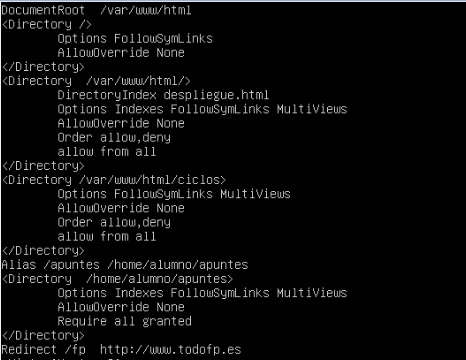 DocumentRoot  /var/www/html
<Directory />
        Options FollowSymLinks
        AllowOverride None
</Directory>
<Directory  /var/www/html/>
        DirectoryIndex despliegue.html
        Options Indexes FollowSymLinks MultiViews
        AllowOverride None
        Order allow,deny
        allow from all
</Directory>
<Directory /var/www/html/ciclos>
        Options FollowSymLinks MultiViews
        AllowOverride None
        Order allow,deny
        allow from all
</Directory>
Alias /apuntes /home/alumno/apuntes
<Directory  /home/alumno/apuntes>
        Options Indexes FollowSymLinks MultiViews
        AllowOverride None
        Require all granted
</Directory>
Redirect /fp  http://www.todofp.es